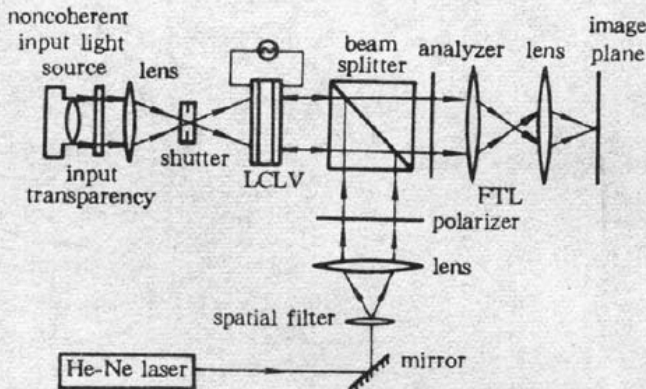 noncoherent
input light
source
lens
shutter
input
transparency
LCLV
beam
splitter
analyzer
lens
image
plane
FTL
polarizer
lens
spatial filter
mirror
He-Ne laser